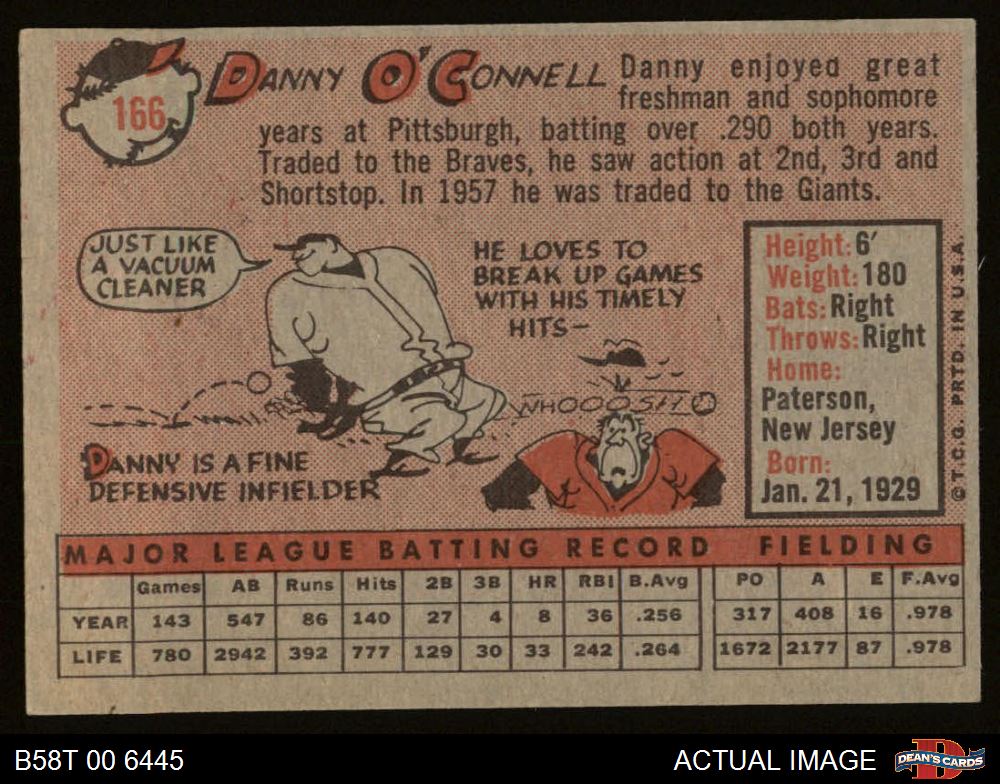 166
DANNY O'CONNELL
Danny enjoyed great
freshman and sophomore
years at Pittsburgh, batting over .290 both years.
Traded to the Braves, he saw action at 2nd, 3rd and
Shortstop. In 1957 he was traded to the Giants.
JUST LIKE
A VACUUM
CLEANER
DANNY IS A FINE
DEFENSIVE INFIELDER
HE LOVES TO
BREAK UP GAMES
WITH HIS TIMELY
HITS—
WHOOOSH
Height: 6'
Weight: 180
Bats: Right
Throws: Right
Home:
Paterson,
New Jersey
Born:
Jan. 21, 1929
© T.C.G. PRTD. IN U.S.A.
MAJOR LEAGUE BATTING RECORD FIELDING
Games AB Runs Hits 2B 3B HR RBI B.Avg PO A E F.Avg
YEAR 143 547 86 140 27 4 8 36 .256 317 408 16 .978
LIFE 780 2942 392 777 129 30 33 242 .264 1672 2177 87 .978
B58T 00 6445
ACTUAL IMAGE
D
DEAN'S CARDS